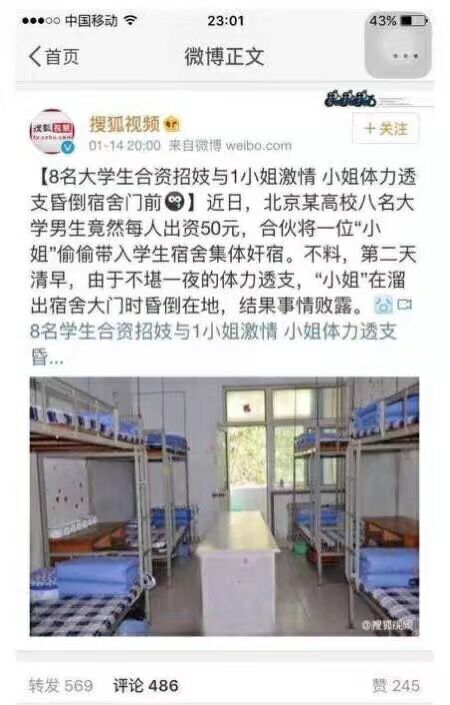 中国移动 23:01 43%
首页 微博正文
搜狐视频
tv.sohu.com
搜狐视频
01-14 20:00 来自微博 weibo.com
+关注
【8名大学生合资招妓与1小姐激情 小姐体力透
支昏倒宿舍门前】近日，北京某高校八名大
学男生竟然每人出资50元，合伙将一位“小
姐”偷偷带入学生宿舍集体奸宿。不料，第二天
清早，由于不堪一夜的体力透支，“小姐”在溜
出宿舍大门时昏倒在地，结果事情败露。
8名学生合资招妓与1小姐激情 小姐体力透支
昏...
@搜狐视频
转发 569 评论 486 赞 245